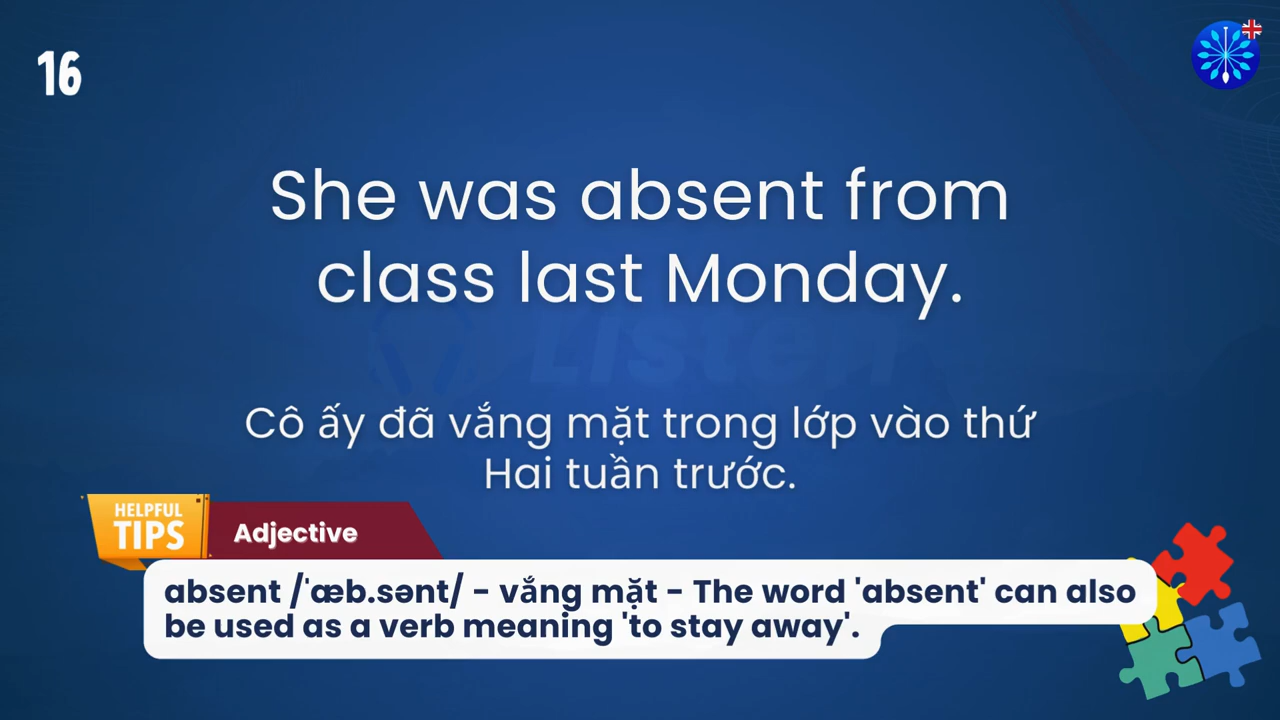 16
She was absent from
class last Monday.
Listen
Cô ấy đã vắng mặt trong lớp vào thứ
Hai tuần trước.
HELPFUL
TIPS
Adjective
absent /ˈæb.sənt/ - vắng mặt - The word 'absent' can also
be used as a verb meaning 'to stay away'.